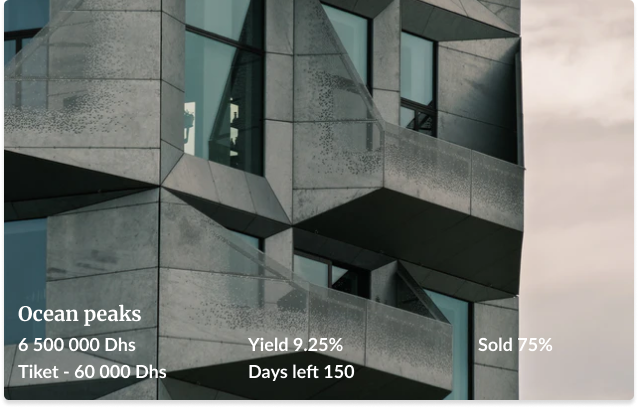 Ocean peaks
6 500 000 Dhs Yield 9.25% Sold 75%
Tiket - 60 000 Dhs Days left 150